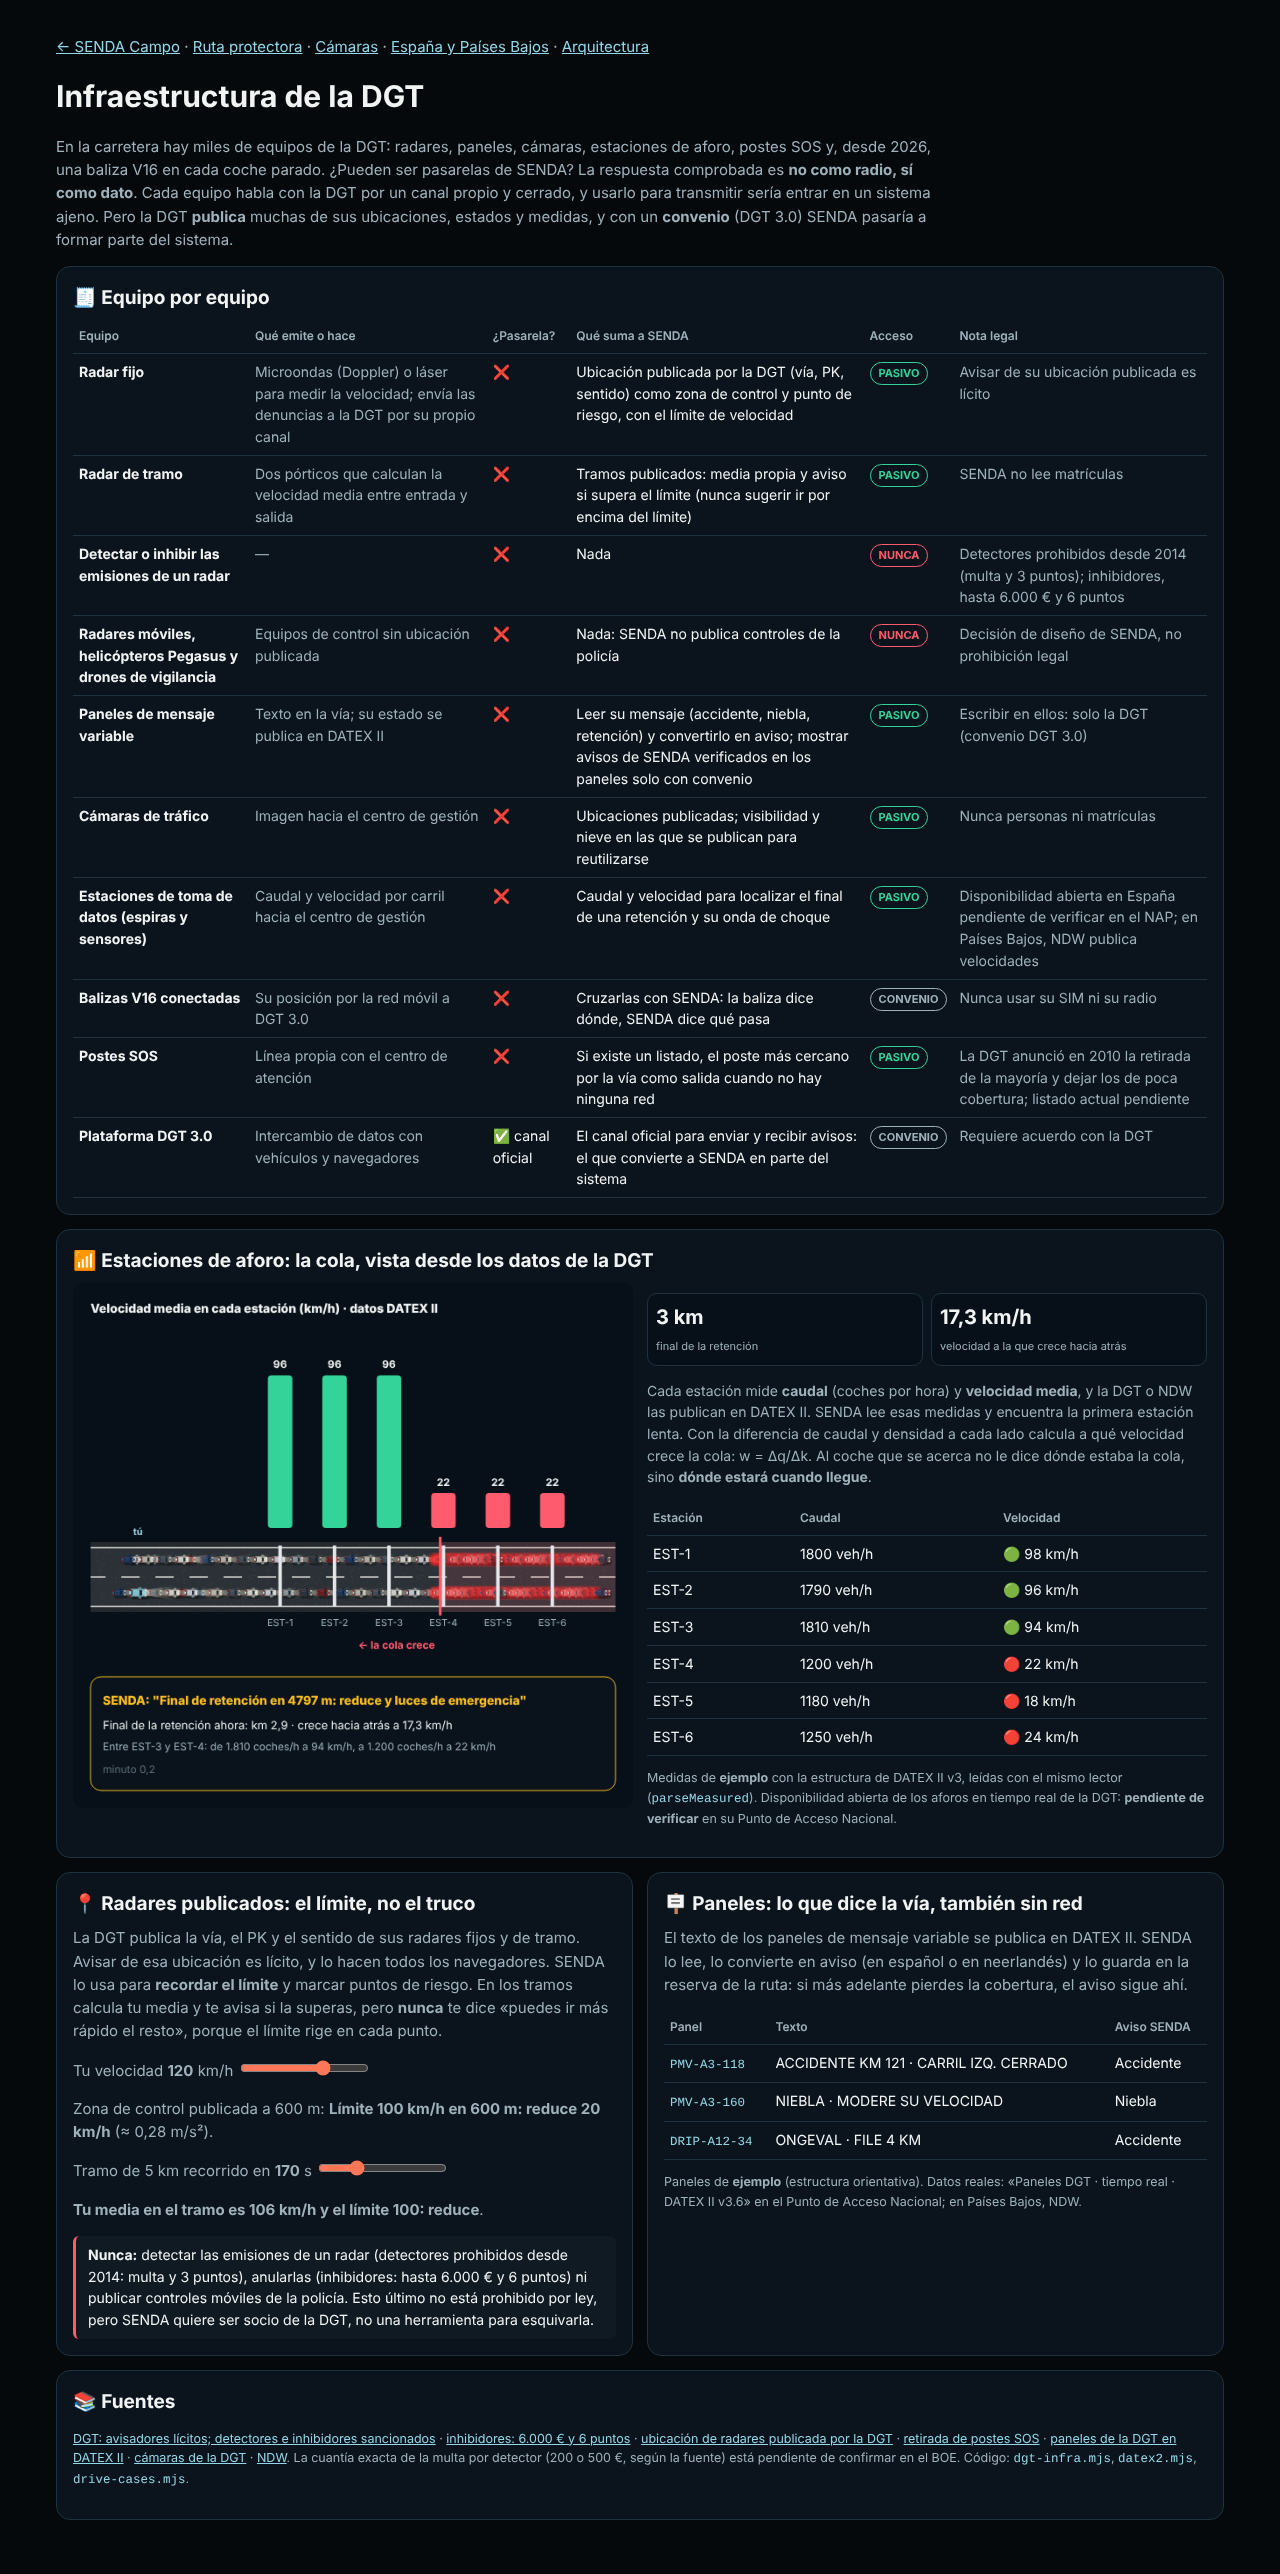 ← SENDA Campo · Ruta protectora · Cámaras · España y Países Bajos · Arquitectura
Infraestructura de la DGT
En la carretera hay miles de equipos de la DGT: radares, paneles, cámaras, estaciones de aforo, postes SOS y, desde 2026,
una baliza V16 en cada coche parado. ¿Pueden ser pasarelas de SENDA? La respuesta comprobada es no como radio, sí
como dato. Cada equipo habla con la DGT por un canal propio y cerrado, y usarlo para transmitir sería entrar en un sistema
ajeno. Pero la DGT publica muchas de sus ubicaciones, estados y medidas, y con un convenio (DGT 3.0) SENDA pasaría a
formar parte del sistema.
🧾 Equipo por equipo
Equipo Qué emite o hace ¿Pasarela? Qué suma a SENDA Acceso Nota legal
Radar fijo Microondas (Doppler) o láser ❌ Ubicación publicada por la DGT (vía, PK, PASIVO Avisar de su ubicación publicada es
para medir la velocidad; envía las sentido) como zona de control y punto de lícito
denuncias a la DGT por su propio riesgo, con el límite de velocidad
canal
Radar de tramo Dos pórticos que calculan la ❌ Tramos publicados: media propia y aviso PASIVO SENDA no lee matrículas
velocidad media entre entrada y si supera el límite (nunca sugerir ir por
salida encima del límite)
Detectar o inhibir las — ❌ Nada NUNCA Detectores prohibidos desde 2014
emisiones de un radar (multa y 3 puntos); inhibidores,
hasta 6.000 € y 6 puntos
Radares móviles, Equipos de control sin ubicación ❌ Nada: SENDA no publica controles de la NUNCA Decisión de diseño de SENDA, no
helicópteros Pegasus y publicada policía prohibición legal
drones de vigilancia
Paneles de mensaje Texto en la vía; su estado se ❌ Leer su mensaje (accidente, niebla, PASIVO Escribir en ellos: solo la DGT
variable publica en DATEX II retención) y convertirlo en aviso; mostrar (convenio DGT 3.0)
avisos de SENDA verificados en los
paneles solo con convenio
Cámaras de tráfico Imagen hacia el centro de gestión ❌ Ubicaciones publicadas; visibilidad y PASIVO Nunca personas ni matrículas
nieve en las que se publican para
reutilizarse
Estaciones de toma de Caudal y velocidad por carril ❌ Caudal y velocidad para localizar el final PASIVO Disponibilidad abierta en España
datos (espiras y hacia el centro de gestión de una retención y su onda de choque pendiente de verificar en el NAP; en
sensores) Países Bajos, NDW publica
velocidades
Balizas V16 conectadas Su posición por la red móvil a ❌ Cruzarlas con SENDA: la baliza dice CONVENIO Nunca usar su SIM ni su radio
DGT 3.0 dónde, SENDA dice qué pasa
Postes SOS Línea propia con el centro de ❌ Si existe un listado, el poste más cercano PASIVO La DGT anunció en 2010 la retirada
atención por la vía como salida cuando no hay de la mayoría y dejar los de poca
ninguna red cobertura; listado actual pendiente
Plataforma DGT 3.0 Intercambio de datos con ✅ canal El canal oficial para enviar y recibir avisos: CONVENIO Requiere acuerdo con la DGT
vehículos y navegadores oficial el que convierte a SENDA en parte del
sistema
📶 Estaciones de aforo: la cola, vista desde los datos de la DGT
Velocidad media en cada estación (km/h) · datos DATEX II
96 96 96
22 22 22
tú
EST-1 EST-2 EST-3 EST-4 EST-5 EST-6
← la cola crece
SENDA: "Final de retención en 4797 m: reduce y luces de emergencia"
Final de la retención ahora: km 2,9 · crece hacia atrás a 17,3 km/h
Entre EST-3 y EST-4: de 1.810 coches/h a 94 km/h, a 1.200 coches/h a 22 km/h
minuto 0,2
3 km 17,3 km/h
final de la retención velocidad a la que crece hacia atrás
Cada estación mide caudal (coches por hora) y velocidad media, y la DGT o NDW
las publican en DATEX II. SENDA lee esas medidas y encuentra la primera estación
lenta. Con la diferencia de caudal y densidad a cada lado calcula a qué velocidad
crece la cola: w = Δq/Δk. Al coche que se acerca no le dice dónde estaba la cola,
sino dónde estará cuando llegue.
Estación Caudal Velocidad
EST-1 1800 veh/h 🟢 98 km/h
EST-2 1790 veh/h 🟢 96 km/h
EST-3 1810 veh/h 🟢 94 km/h
EST-4 1200 veh/h 🔴 22 km/h
EST-5 1180 veh/h 🔴 18 km/h
EST-6 1250 veh/h 🔴 24 km/h
Medidas de ejemplo con la estructura de DATEX II v3, leídas con el mismo lector
(parseMeasured). Disponibilidad abierta de los aforos en tiempo real de la DGT: pendiente de
verificar en su Punto de Acceso Nacional.
📍 Radares publicados: el límite, no el truco
La DGT publica la vía, el PK y el sentido de sus radares fijos y de tramo.
Avisar de esa ubicación es lícito, y lo hacen todos los navegadores. SENDA
lo usa para recordar el límite y marcar puntos de riesgo. En los tramos
calcula tu media y te avisa si la superas, pero nunca te dice «puedes ir más
rápido el resto», porque el límite rige en cada punto.
Tu velocidad 120 km/h
Zona de control publicada a 600 m: Límite 100 km/h en 600 m: reduce 20
km/h (≈ 0,28 m/s²).
Tramo de 5 km recorrido en 170 s
Tu media en el tramo es 106 km/h y el límite 100: reduce.
Nunca: detectar las emisiones de un radar (detectores prohibidos desde
2014: multa y 3 puntos), anularlas (inhibidores: hasta 6.000 € y 6 puntos) ni
publicar controles móviles de la policía. Esto último no está prohibido por ley,
pero SENDA quiere ser socio de la DGT, no una herramienta para esquivarla.
🪧 Paneles: lo que dice la vía, también sin red
El texto de los paneles de mensaje variable se publica en DATEX II. SENDA
lo lee, lo convierte en aviso (en español o en neerlandés) y lo guarda en la
reserva de la ruta: si más adelante pierdes la cobertura, el aviso sigue ahí.
Panel Texto Aviso SENDA
PMV-A3-118 ACCIDENTE KM 121 · CARRIL IZQ. CERRADO Accidente
PMV-A3-160 NIEBLA · MODERE SU VELOCIDAD Niebla
DRIP-A12-34 ONGEVAL · FILE 4 KM Accidente
Paneles de ejemplo (estructura orientativa). Datos reales: «Paneles DGT · tiempo real ·
DATEX II v3.6» en el Punto de Acceso Nacional; en Países Bajos, NDW.
📚 Fuentes
DGT: avisadores lícitos; detectores e inhibidores sancionados · inhibidores: 6.000 € y 6 puntos · ubicación de radares publicada por la DGT · retirada de postes SOS · paneles de la DGT en
DATEX II · cámaras de la DGT · NDW. La cuantía exacta de la multa por detector (200 o 500 €, según la fuente) está pendiente de confirmar en el BOE. Código: dgt-infra.mjs, datex2.mjs,
drive-cases.mjs.